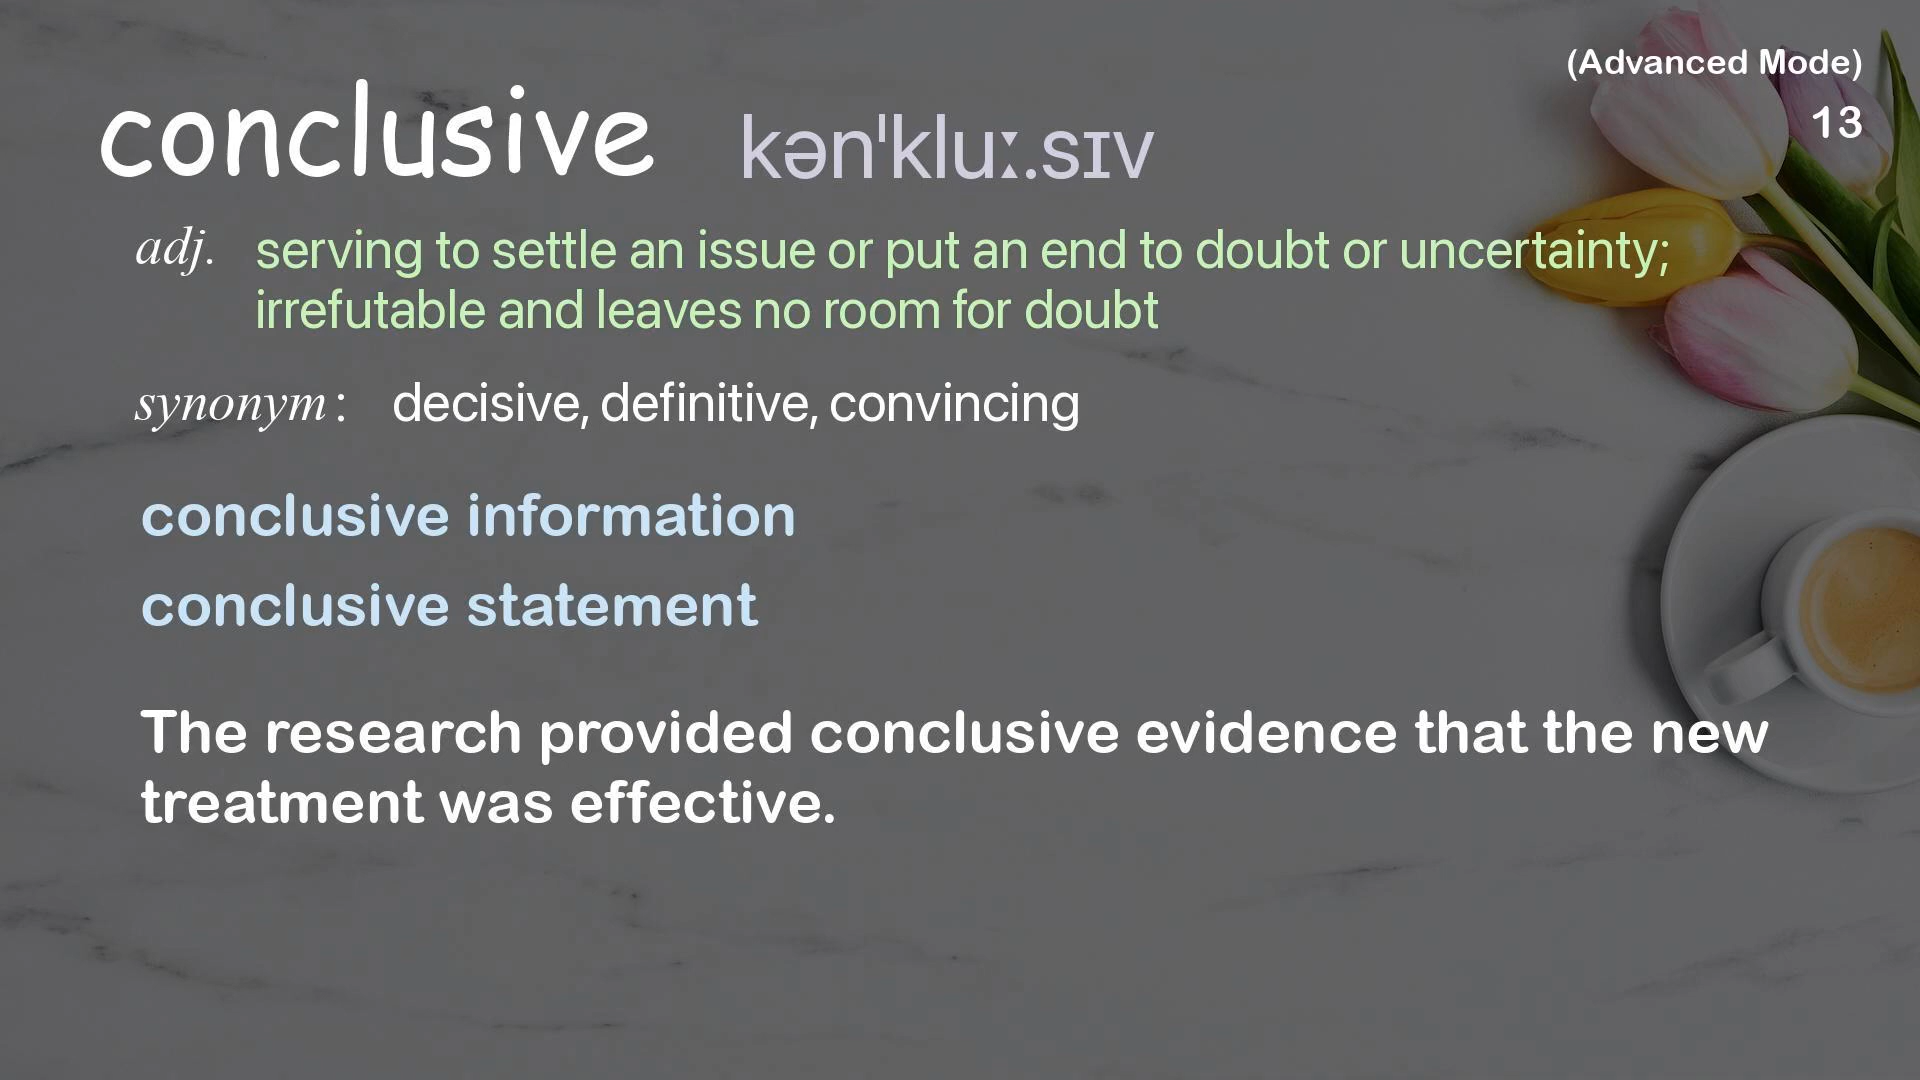 (Advanced Mode)
13
conclusive kən'kluː.sɪv
adj. serving to settle an issue or put an end to doubt or uncertainty;
irrefutable and leaves no room for doubt
synonym: decisive, definitive, convincing
conclusive information
conclusive statement
The research provided conclusive evidence that the new
treatment was effective.